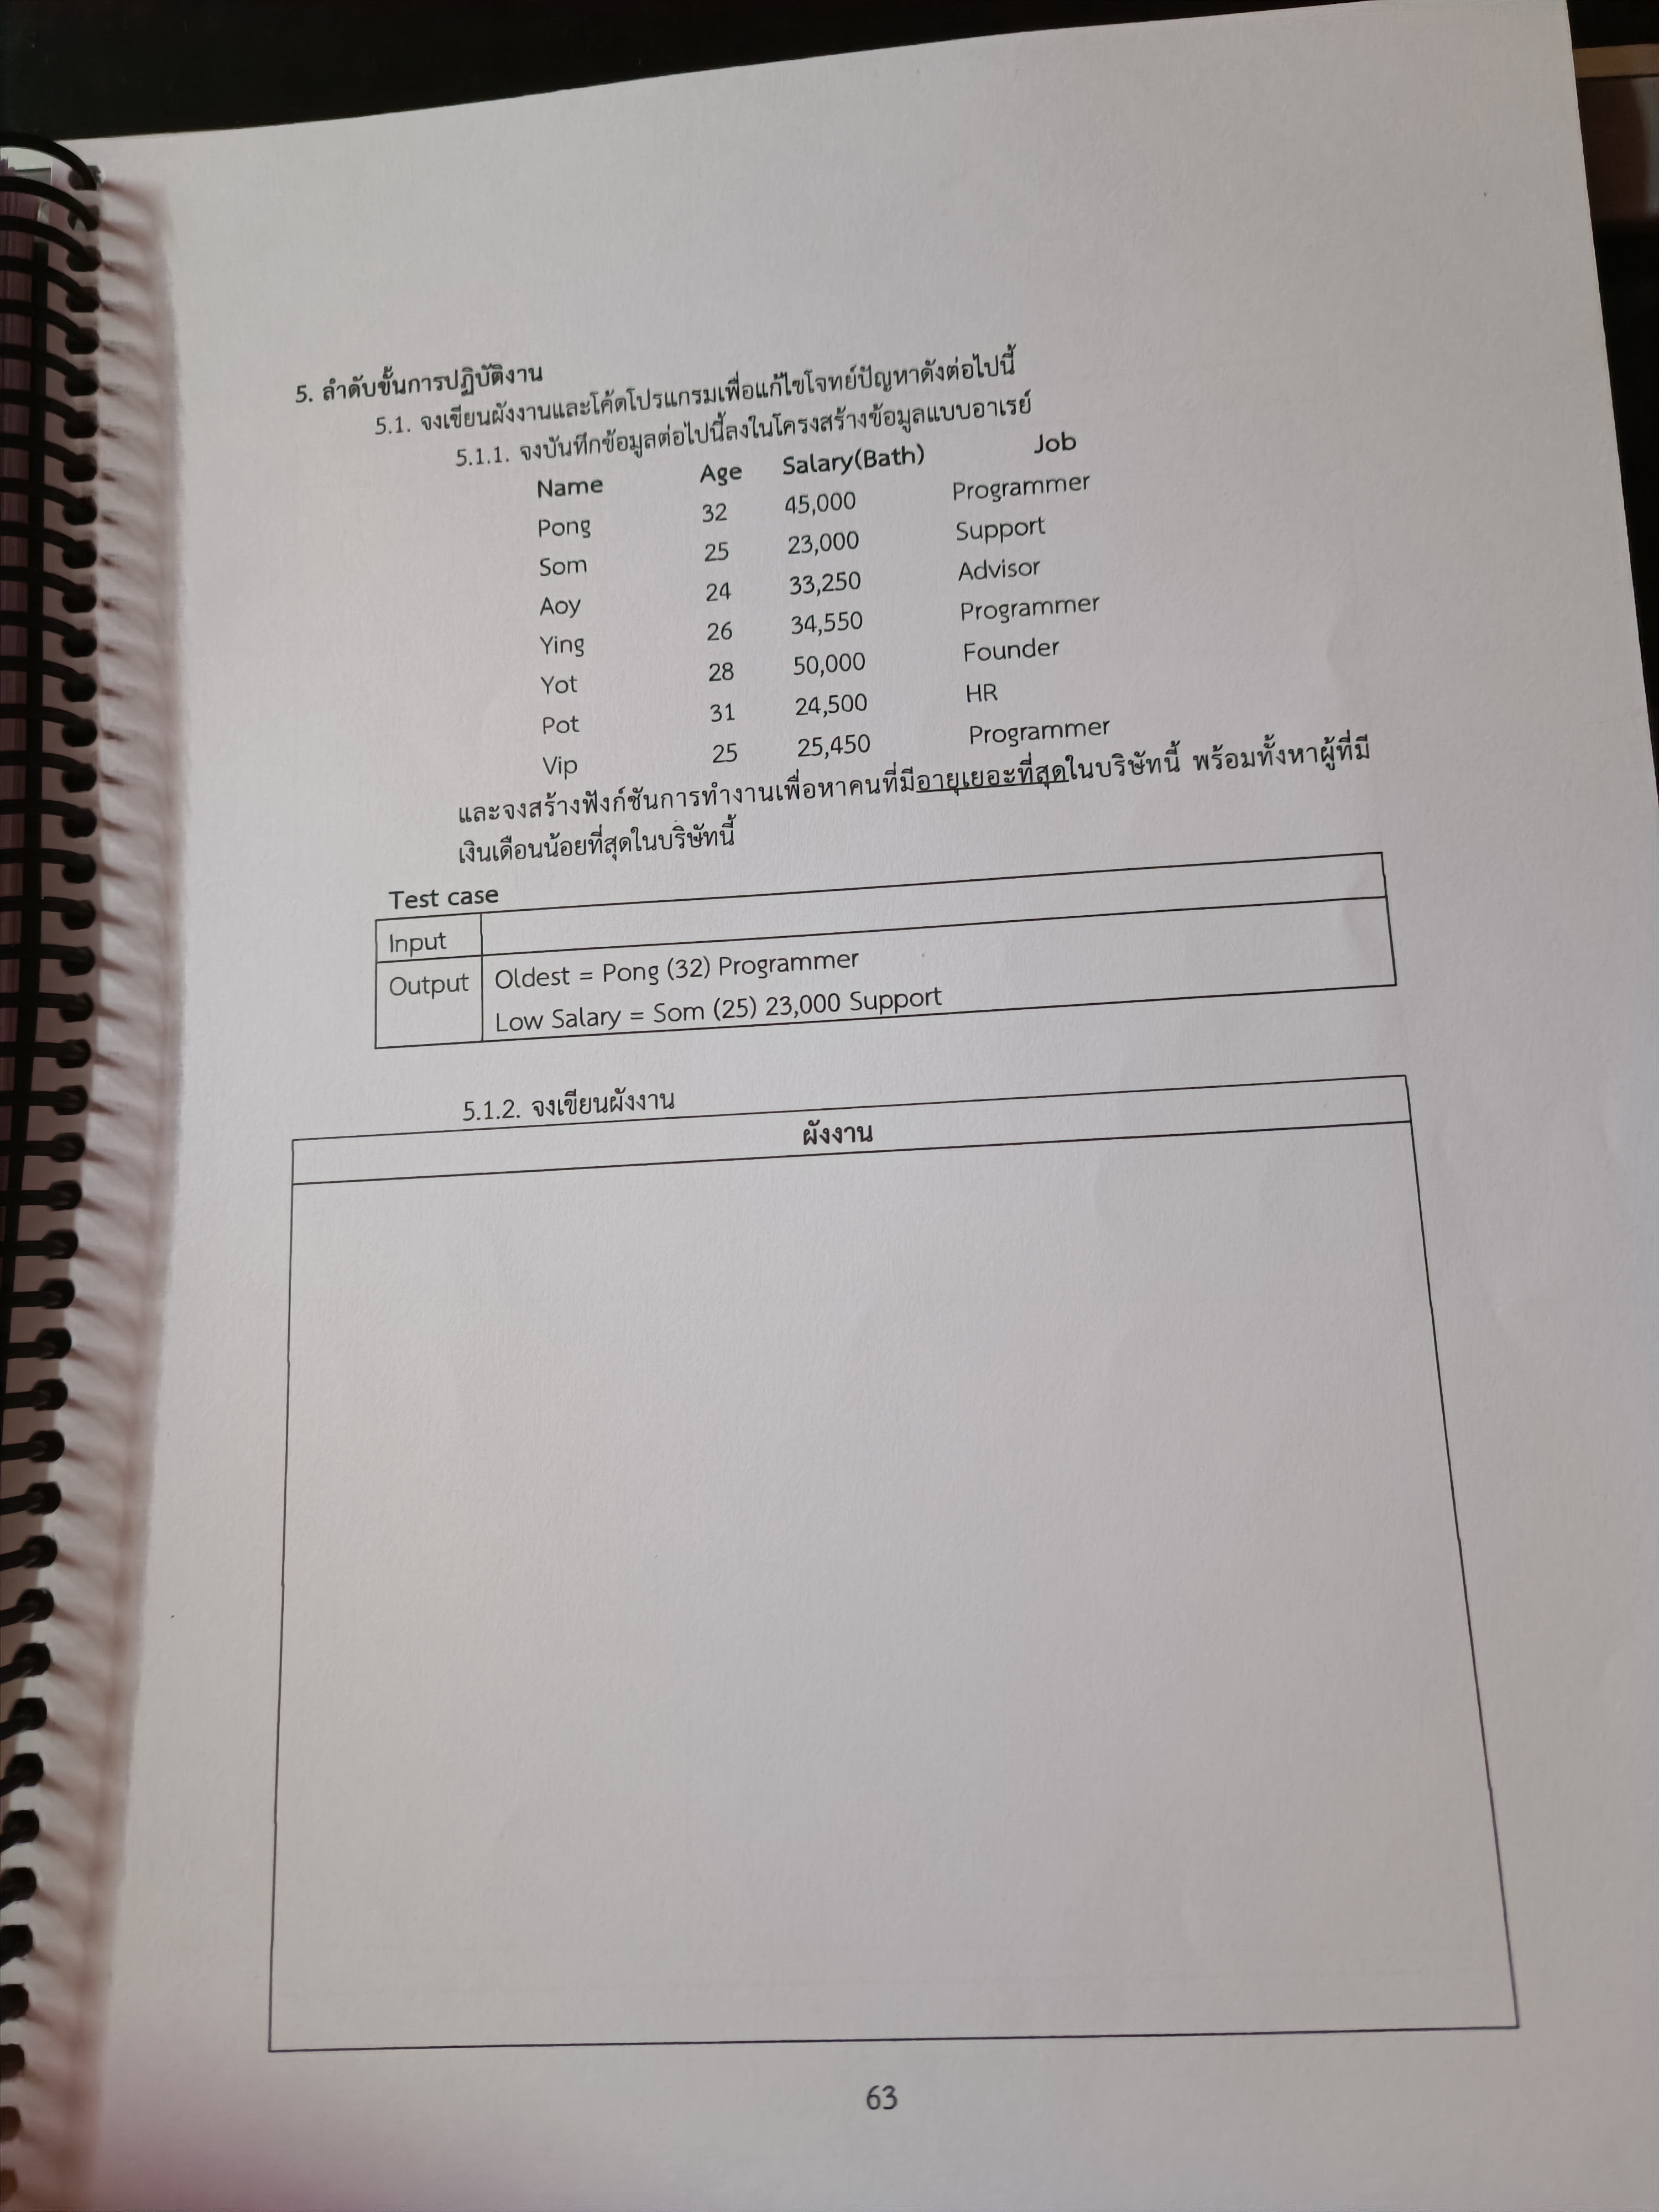 5. ลำดับขั้นการปฏิบัติงาน
5.1. จงเขียนผังงานและโค้ดโปรแกรมเพื่อแก้ไขโจทย์ปัญหาดังต่อไปนี้
5.1.1. จงบันทึกข้อมูลต่อไปนี้ลงในโครงสร้างข้อมูลแบบอาเรย์
Name Age Salary(Bath) Job
Pong 32 45,000 Programmer
Som 25 23,000 Support
Aoy 24 33,250 Advisor
Ying 26 34,550 Programmer
Yot 28 50,000 Founder
Pot 31 24,500 HR
Vip 25 25,450 Programmer
และจงสร้างฟังก์ชันการทำงานเพื่อหาคนที่มีอายุเยอะที่สุดในบริษัทนี้ พร้อมทั้งหาผู้ที่มี
เงินเดือนน้อยที่สุดในบริษัทนี้
Test case
Input
Output Oldest = Pong (32) Programmer
Low Salary = Som (25) 23,000 Support
5.1.2. จงเขียนผังงาน
ผังงาน
63